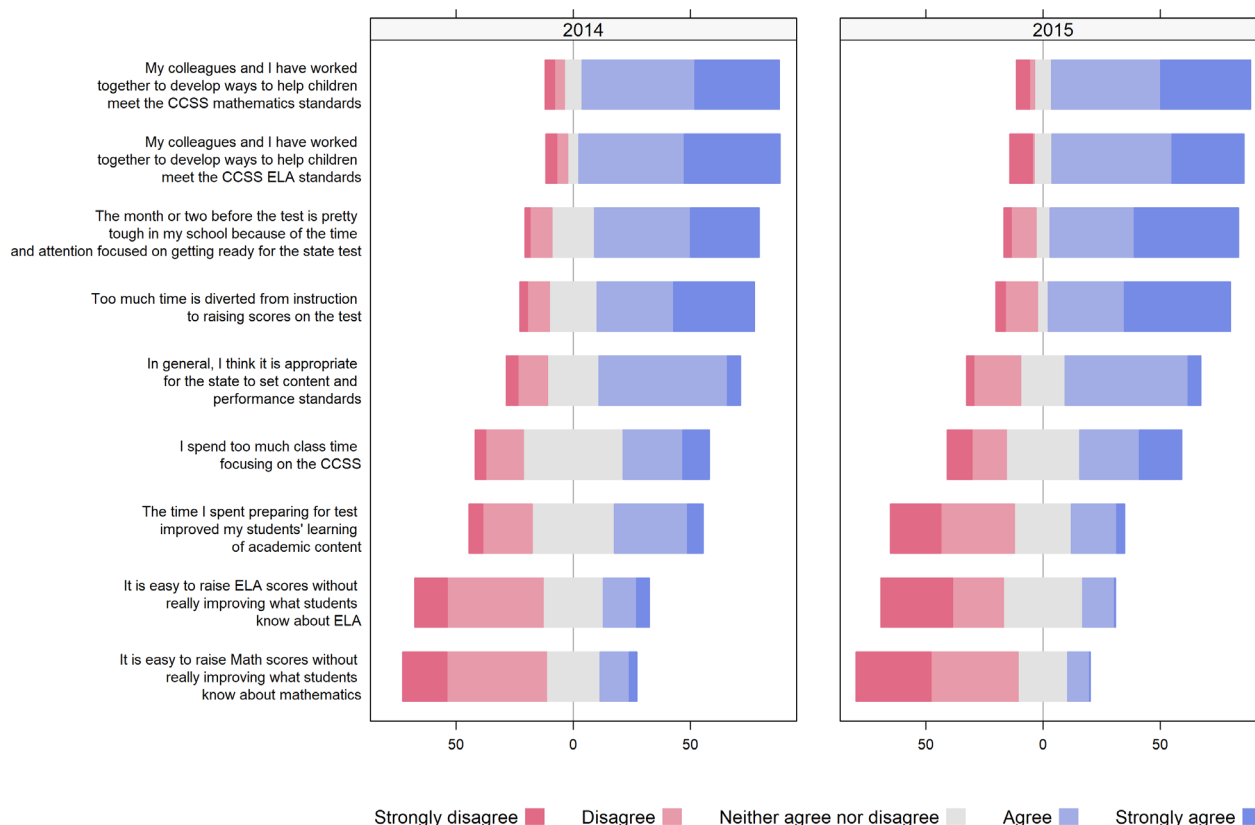 2014
2015
My colleagues and I have worked
together to develop ways to help children
meet the CCSS mathematics standards
My colleagues and I have worked
together to develop ways to help children
meet the CCSS ELA standards
The month or two before the test is pretty
tough in my school because of the time
and attention focused on getting ready for the state test
Too much time is diverted from instruction
to raising scores on the test
In general, I think it is appropriate
for the state to set content and
performance standards
I spend too much class time
focusing on the CCSS
The time I spent preparing for test
improved my students' learning
of academic content
It is easy to raise ELA scores without
really improving what students
know about ELA
It is easy to raise Math scores without
really improving what students
know about mathematics
50 0 50
50 0 50
Strongly disagree Disagree Neither agree nor disagree Agree Strongly agree